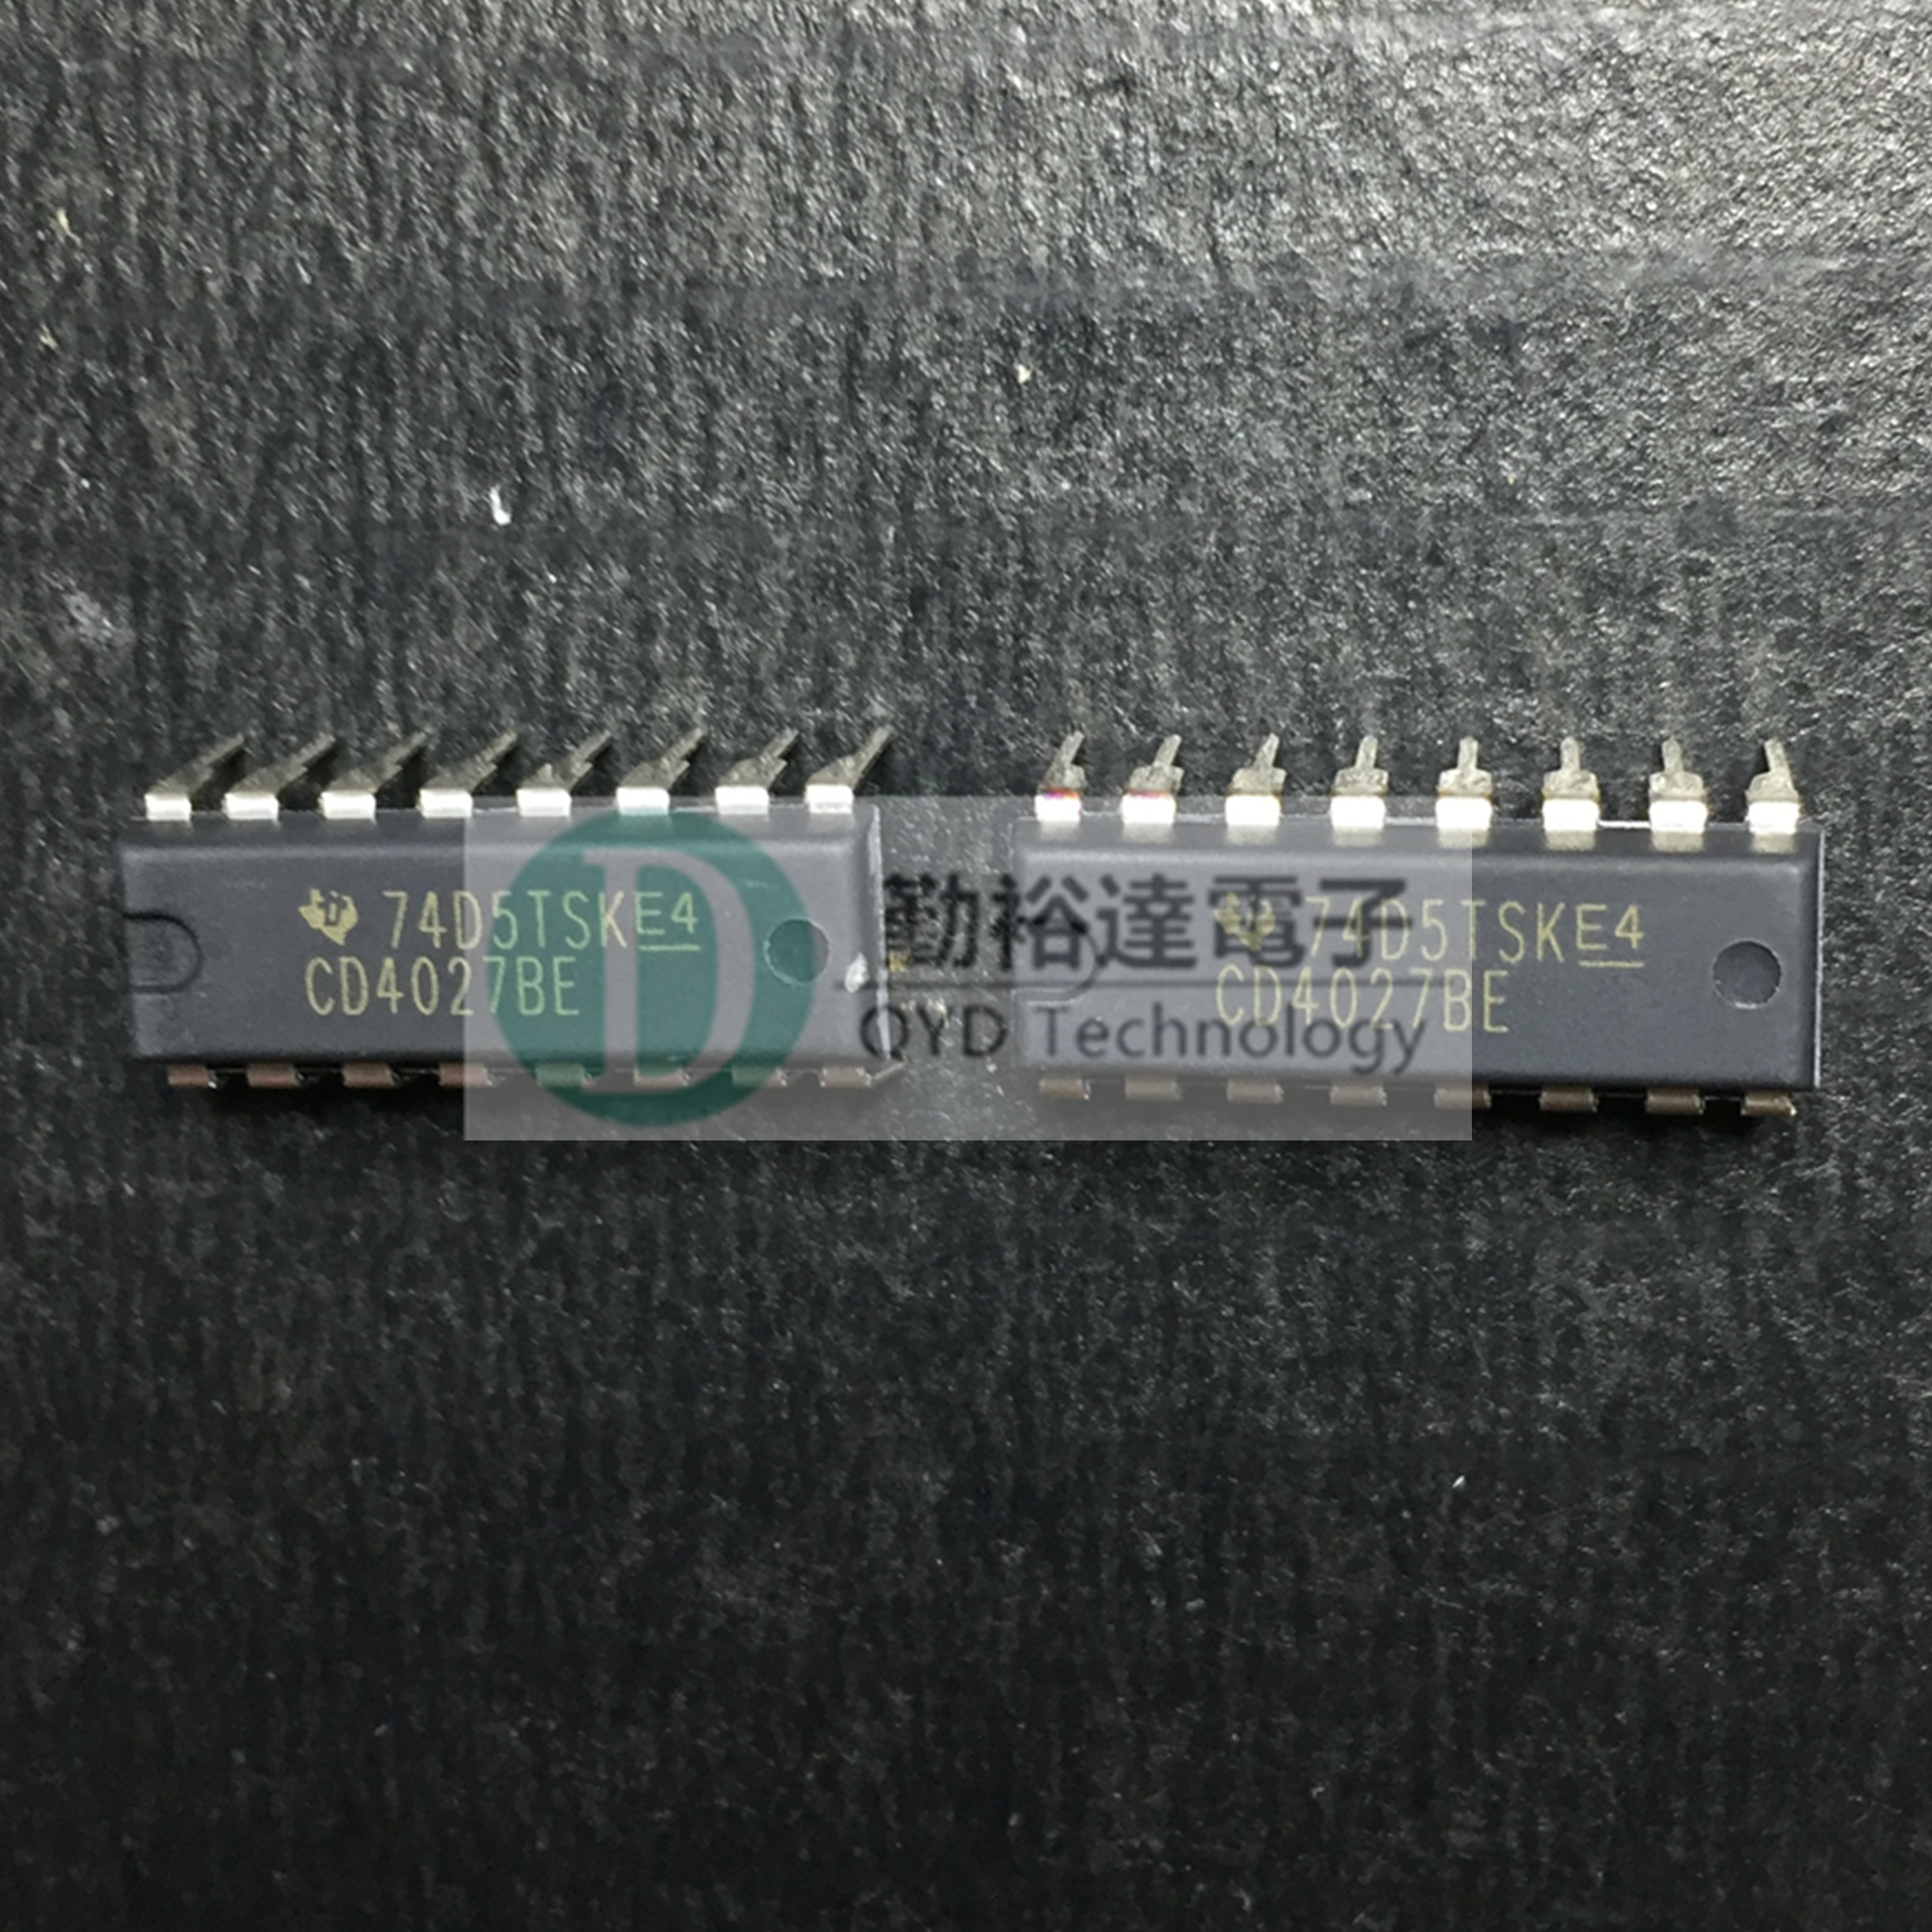 74D5TSKE4
CD4027BE
勤裕達電子
QYD Technology
74D5TSKE4
CD4027BE